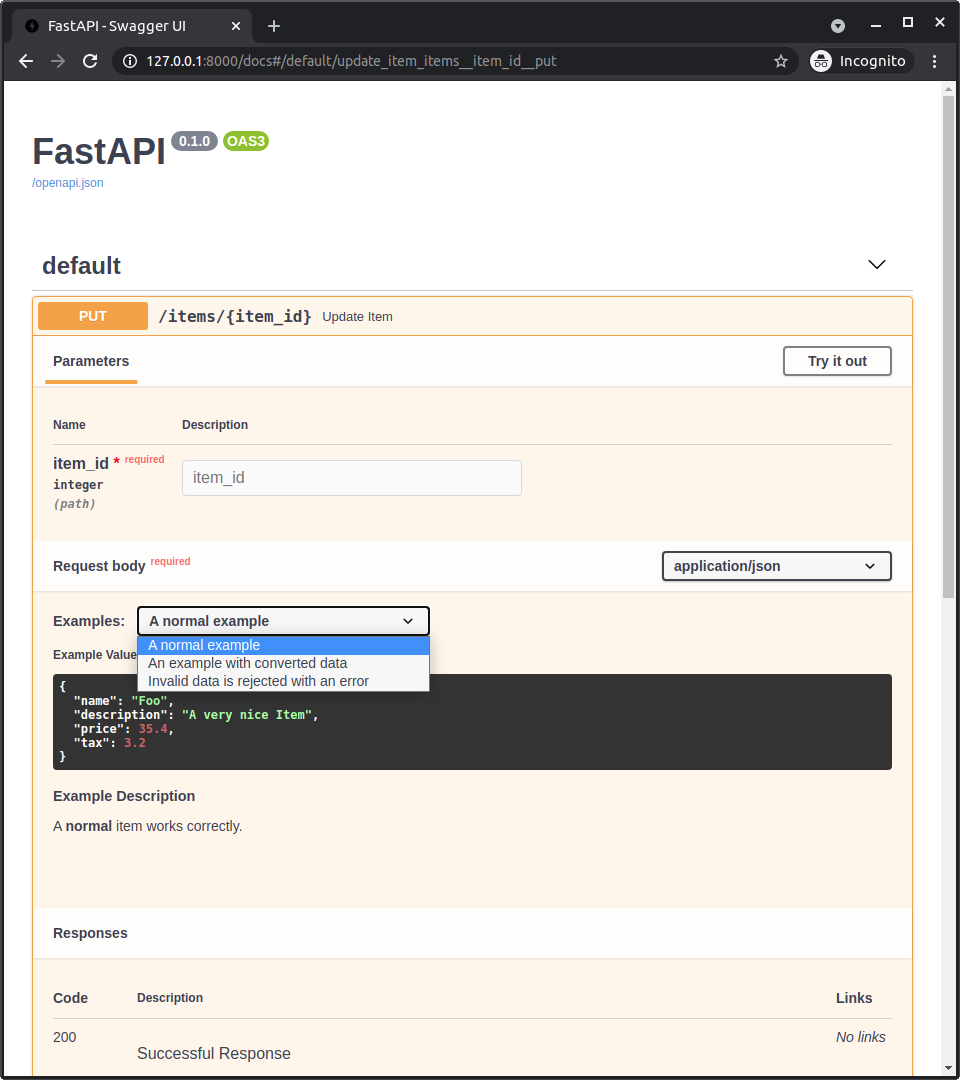 FastAPI - Swagger UI
127.0.0.1:8000/docs#/default/update_item_items__item_id__put
Incognito
FastAPI 0.1.0 OAS3
/openapi.json
default
PUT /items/{item_id} Update Item
Parameters Try it out
Name Description
item_id * required item_id
integer
(path)
Request body required application/json
Examples: A normal example
A normal example
Example Value
An example with converted data
Invalid data is rejected with an error
{
"name": "Foo",
"description": "A very nice Item",
"price": 35.4,
"tax": 3.2
}
Example Description
A normal item works correctly.
Responses
Code Description Links
200 No links
Successful Response